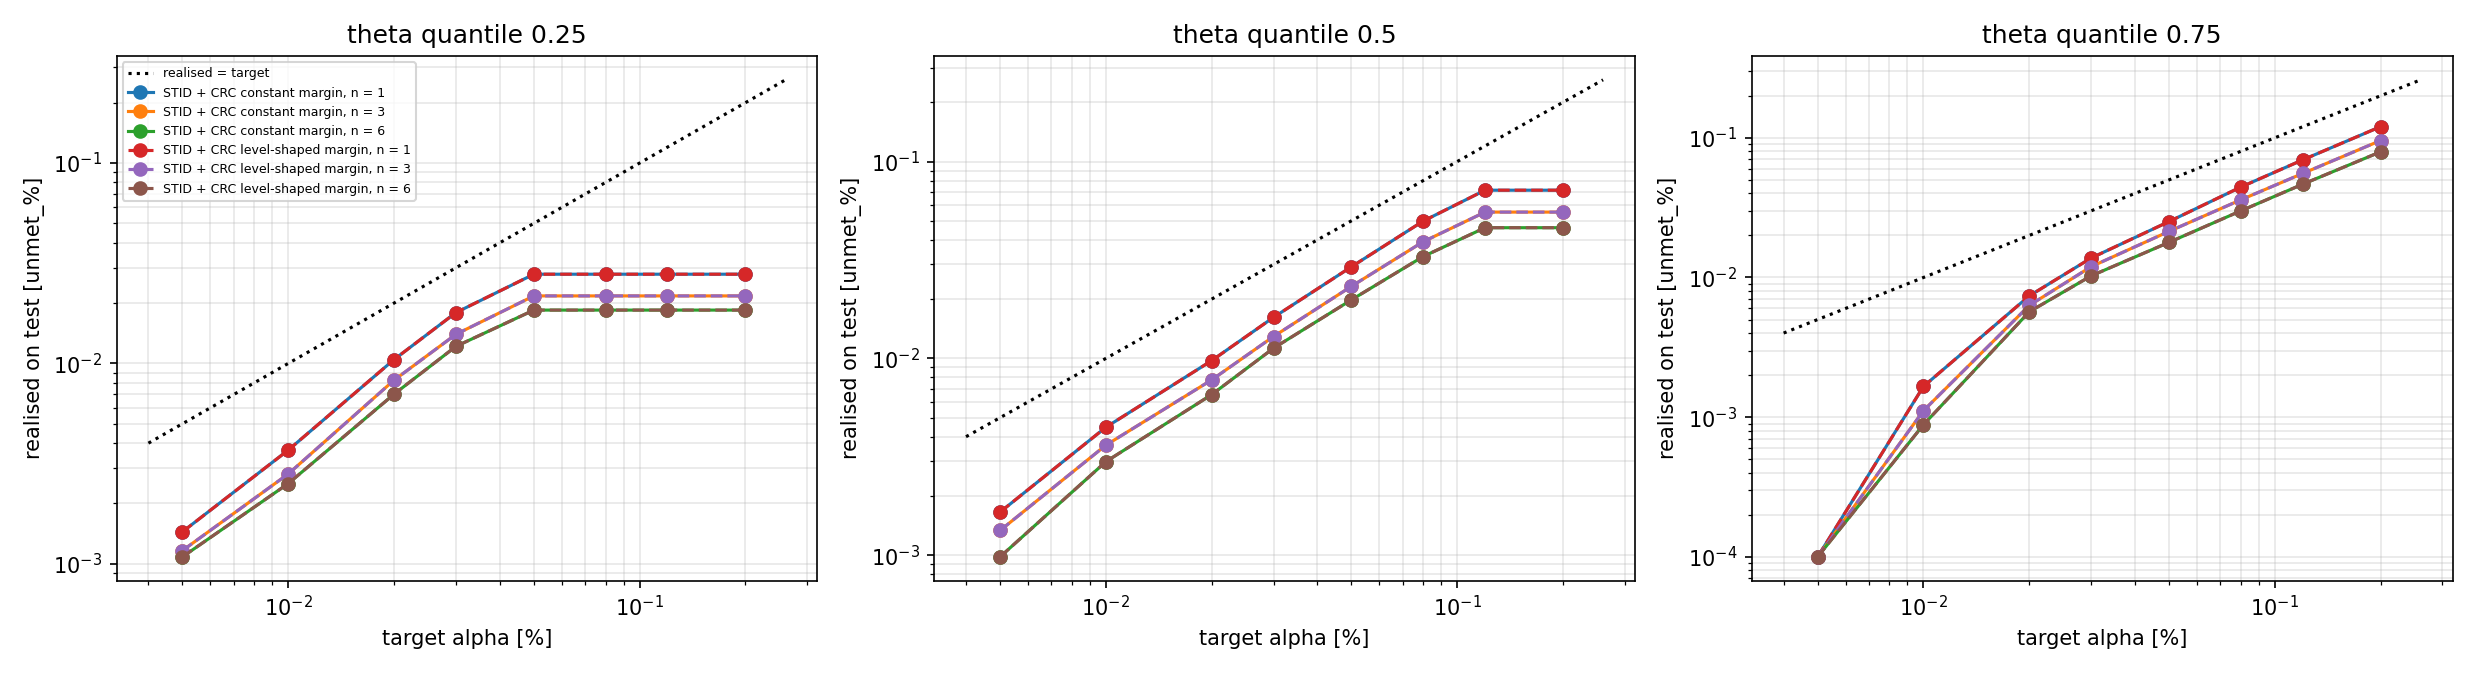 theta quantile 0.25
realised = target
STID + CRC constant margin, n = 1
STID + CRC constant margin, n = 3
STID + CRC constant margin, n = 6
STID + CRC level-shaped margin, n = 1
STID + CRC level-shaped margin, n = 3
STID + CRC level-shaped margin, n = 6
realised on test [unmet_%]
10⁻¹
10⁻²
10⁻³
10⁻² 10⁻¹
target alpha [%]
theta quantile 0.5
realised on test [unmet_%]
10⁻¹
10⁻²
10⁻³
10⁻² 10⁻¹
target alpha [%]
theta quantile 0.75
realised on test [unmet_%]
10⁻¹
10⁻²
10⁻³
10⁻⁴
10⁻² 10⁻¹
target alpha [%]